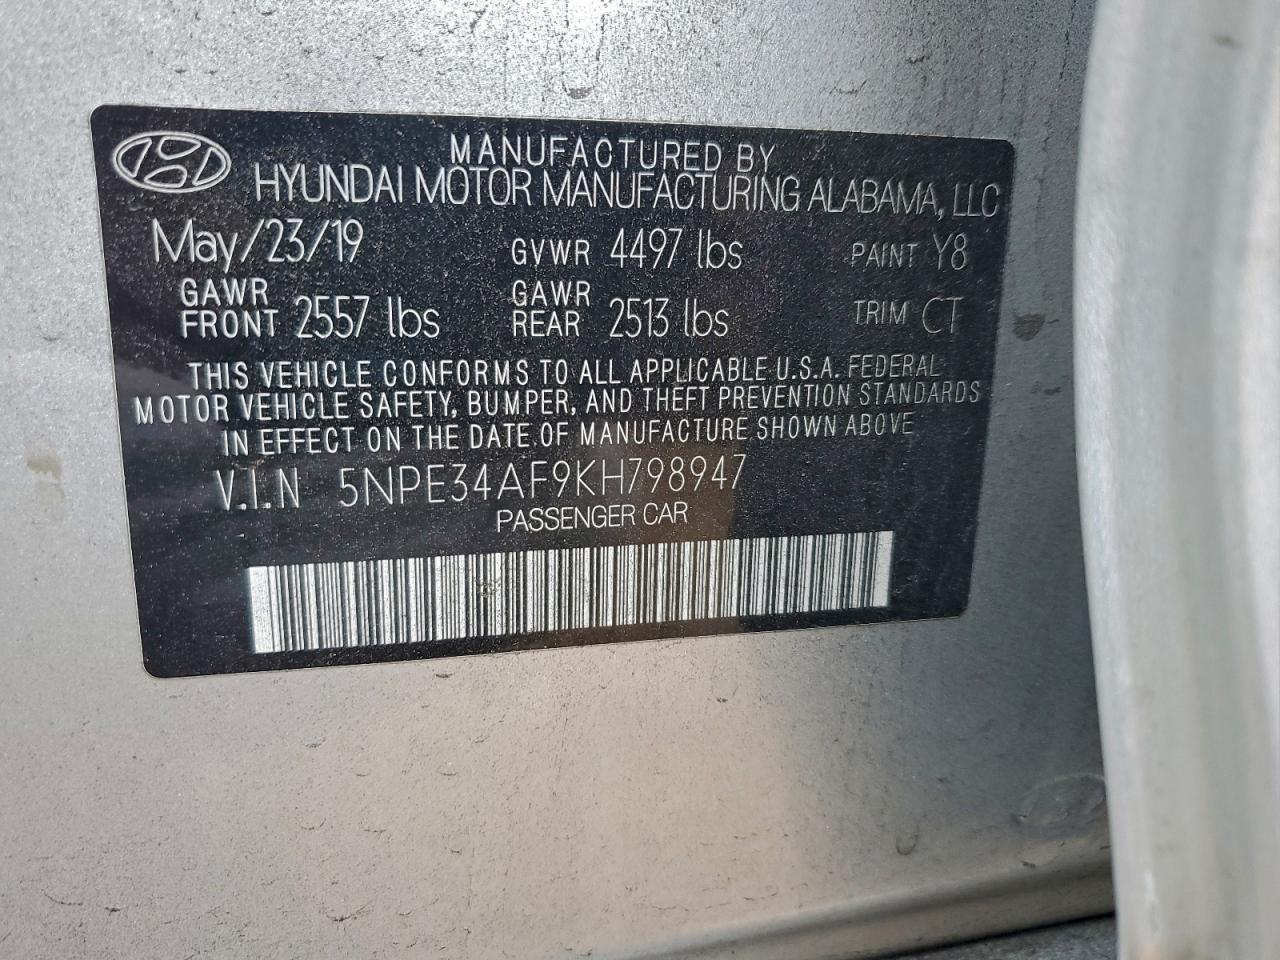 MANUFACTURED BY
HYUNDAI MOTOR MANUFACTURING ALABAMA, LLC
May/23/19 GVWR 4497 lbs PAINT Y8
GAWR FRONT 2557 lbs GAWR REAR 2513 lbs TRIM CT
THIS VEHICLE CONFORMS TO ALL APPLICABLE U.S.A. FEDERAL
MOTOR VEHICLE SAFETY, BUMPER, AND THEFT PREVENTION STANDARDS
IN EFFECT ON THE DATE OF MANUFACTURE SHOWN ABOVE
V.I.N 5NPE34AF9KH798947
PASSENGER CAR